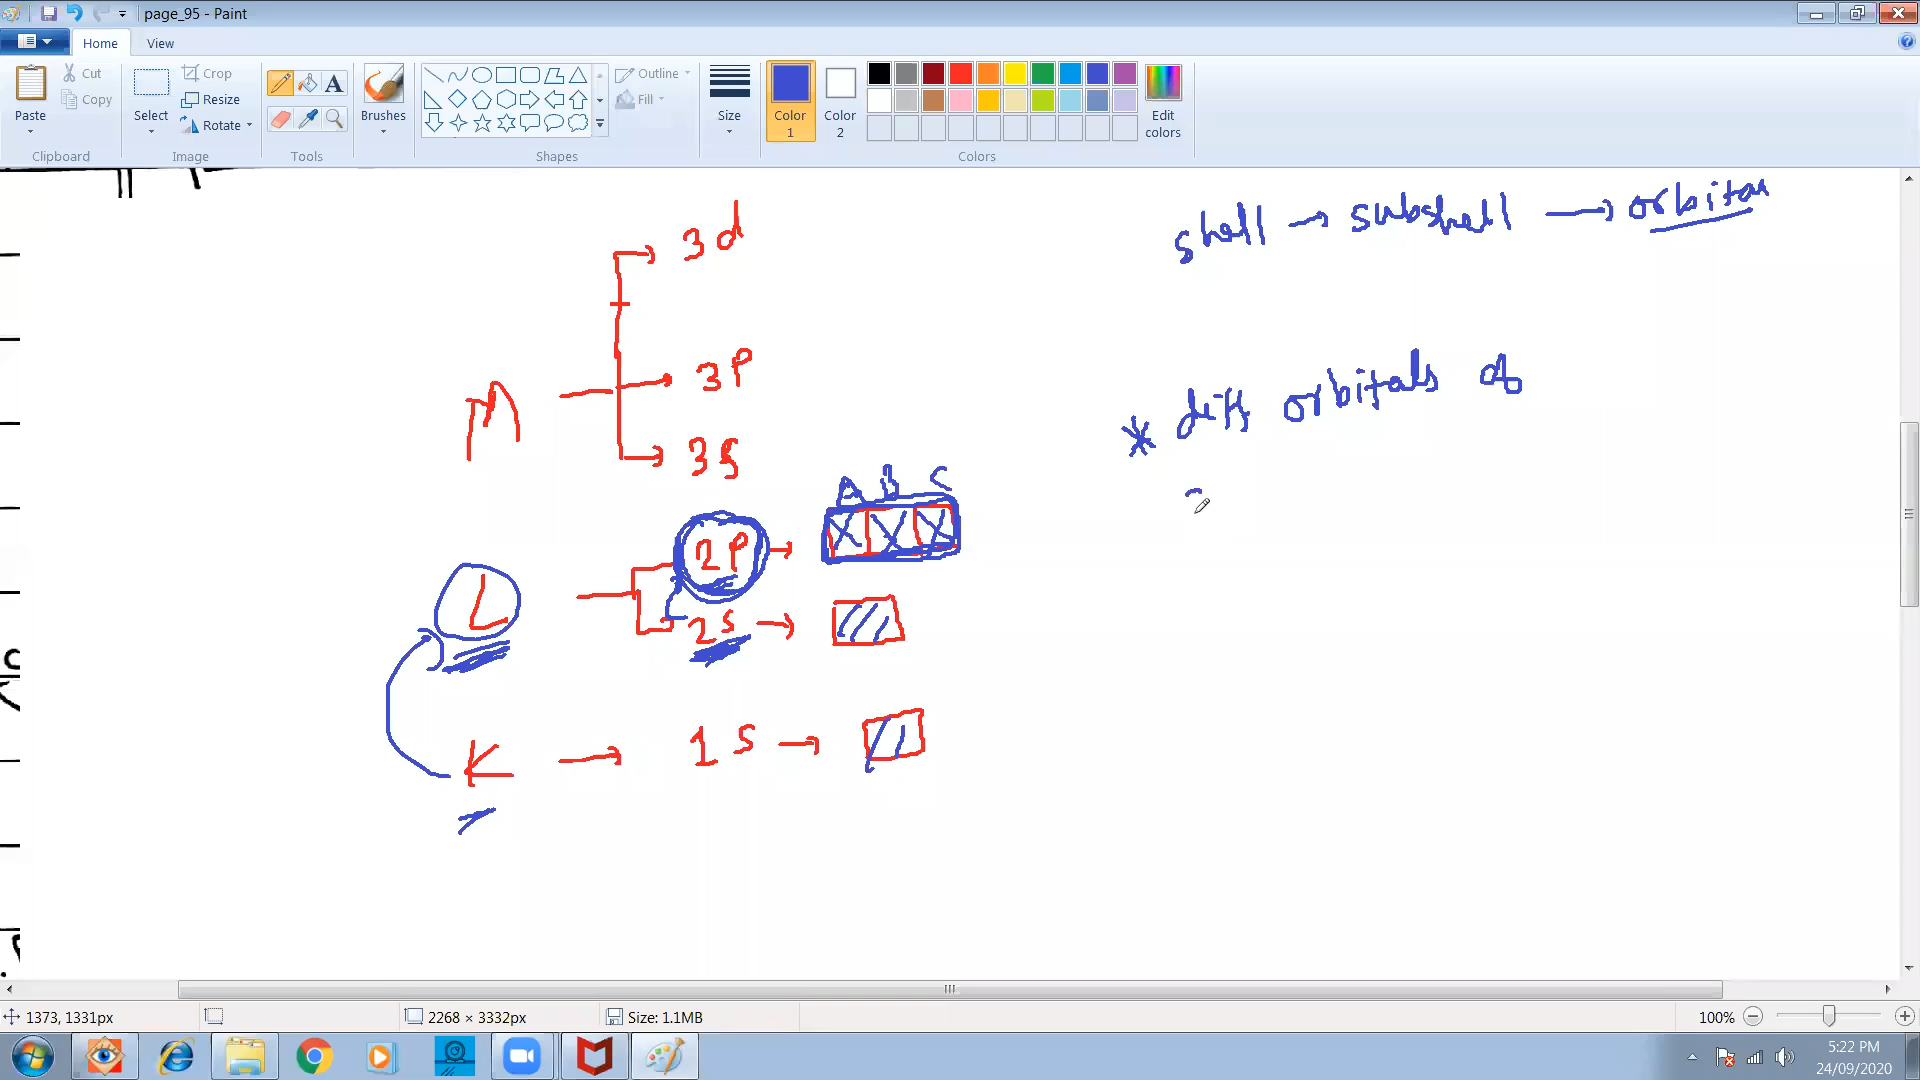 page_95 - Paint
Home View
Paste
Cut
Copy
Clipboard
Select
Crop
Resize
Rotate
Image
Tools
Brushes
Shapes
Outline
Fill
Size
Color 1
Color 2
Edit colors
Colors
shell → subshell → orbital
3d
M → 3p
3s
* diff orbitals of
A B C
L 2p →
2s →
K → 1s →
1373, 1331px
2268 × 3332px
Size: 1.1MB
100%
5:22 PM
24/09/2020